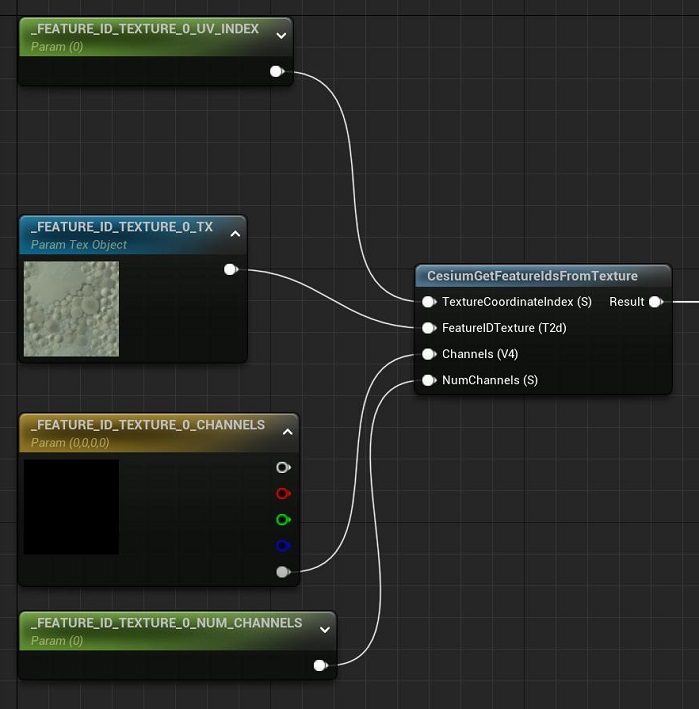 _FEATURE_ID_TEXTURE_0_UV_INDEX
Param (0)
_FEATURE_ID_TEXTURE_0_TX
Param Tex Object
CesiumGetFeatureIdsFromTexture
TextureCoordinateIndex (S) Result
FeatureIDTexture (T2d)
Channels (V4)
NumChannels (S)
_FEATURE_ID_TEXTURE_0_CHANNELS
Param (0,0,0,0)
_FEATURE_ID_TEXTURE_0_NUM_CHANNELS
Param (0)